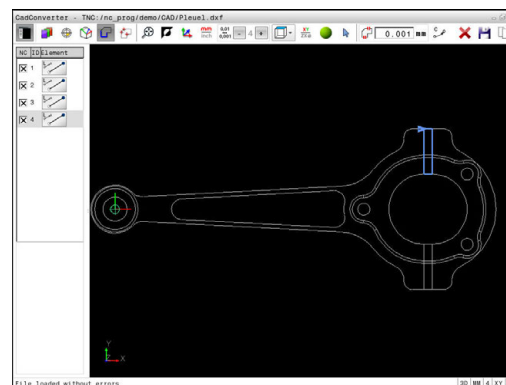 CadConverter - TNC:/nc_prog/demo/CAD/Pleuel.dxf
mm
inch
0.01
0.001
4
XY
0.001 mm
NC ID Element
1
2
3
4
Y
Z
X
File loaded without errors
3D MM 4 XY